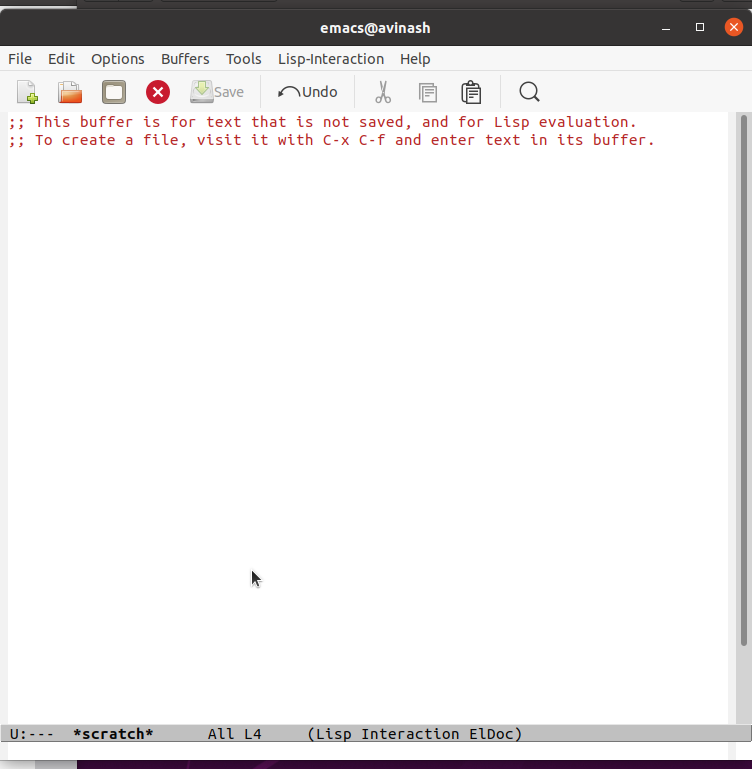 emacs@avinash
File Edit Options Buffers Tools Lisp-Interaction Help
Save Undo
;; This buffer is for text that is not saved, and for Lisp evaluation.
;; To create a file, visit it with C-x C-f and enter text in its buffer.
U:--- *scratch* All L4 (Lisp Interaction ElDoc)